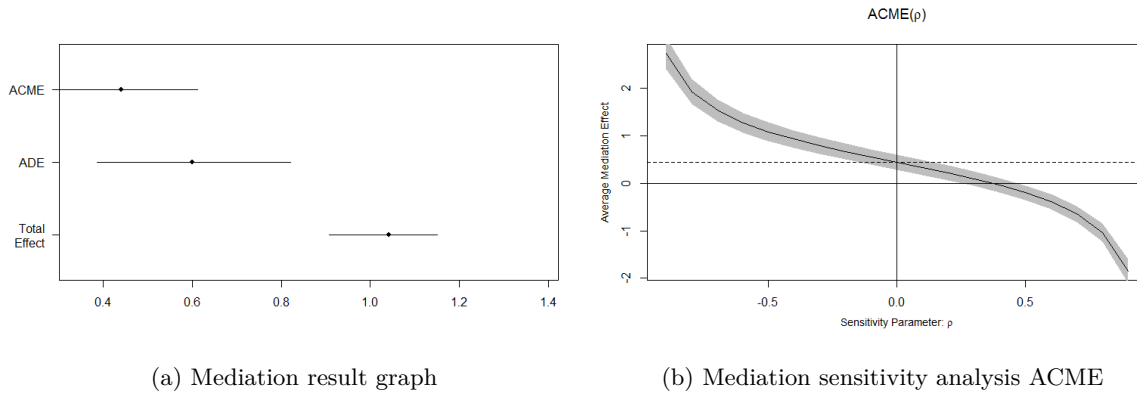 ACME
ADE
Total
Effect
0.4 0.6 0.8 1.0 1.2 1.4
(a) Mediation result graph
ACME(ρ)
Average Mediation Effect
2
1
0
-1
-2
-0.5 0.0 0.5
Sensitivity Parameter: ρ
(b) Mediation sensitivity analysis ACME